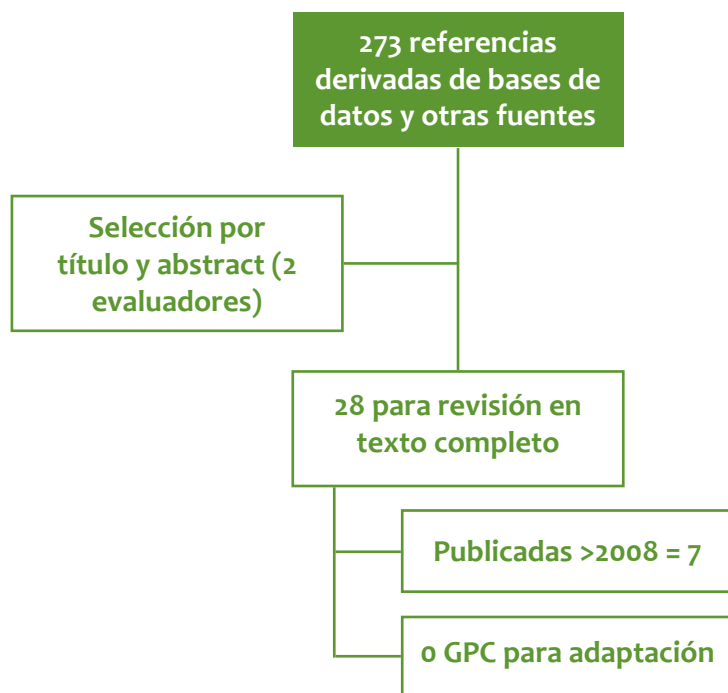 273 referencias
derivadas de bases de
datos y otras fuentes
Selección por
título y abstract (2
evaluadores)
28 para revisión en
texto completo
Publicadas >2008 = 7
0 GPC para adaptación